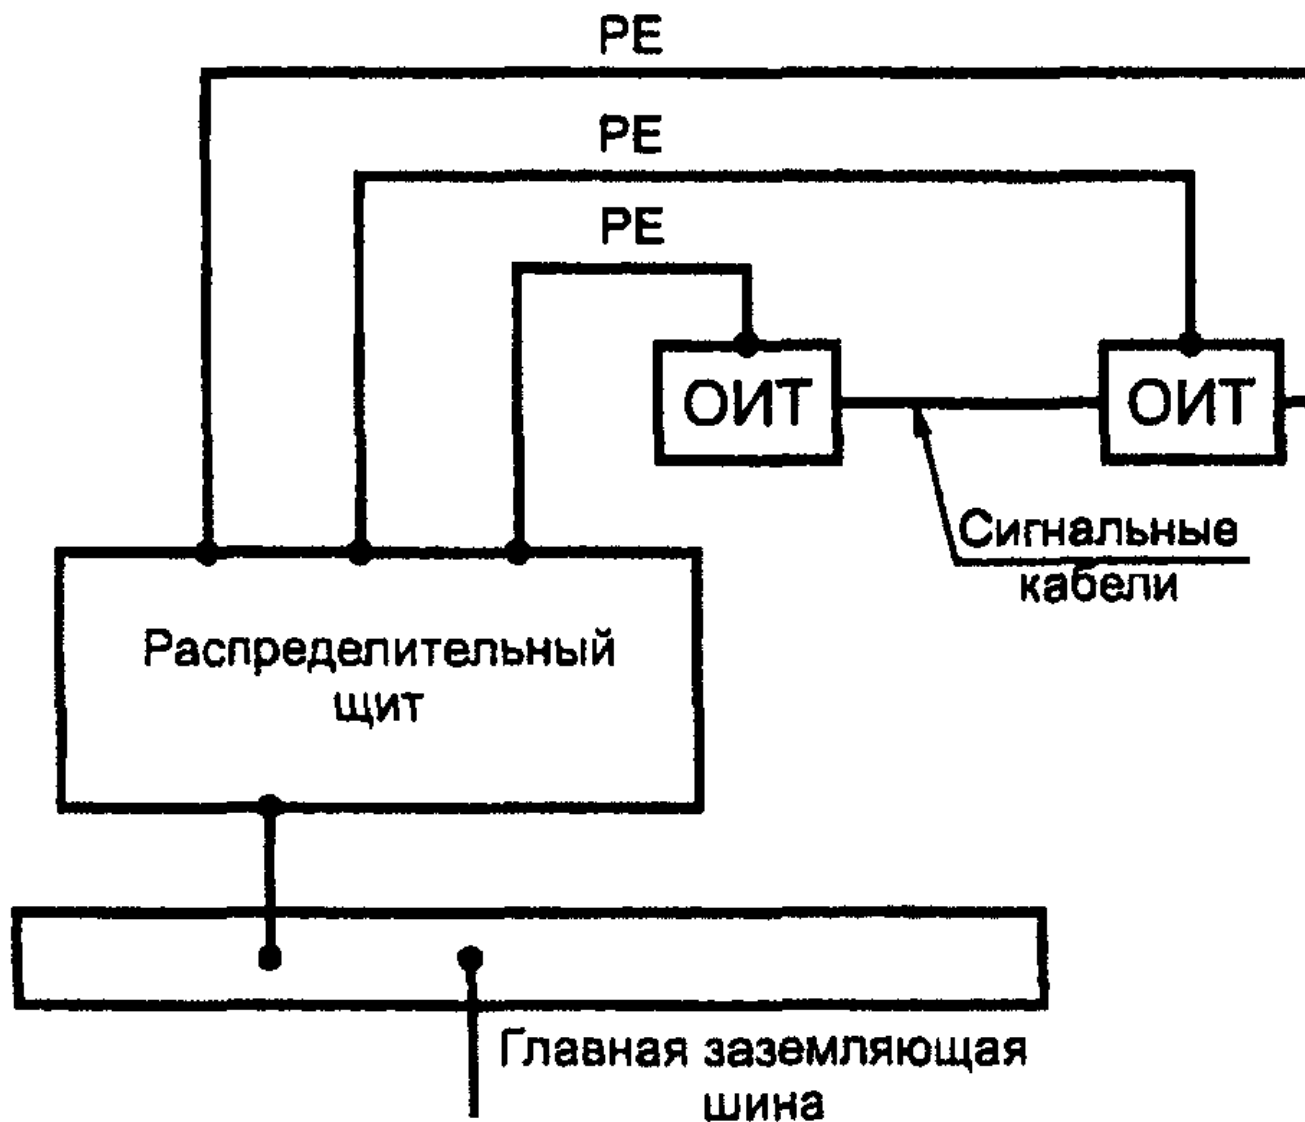 PE
PE
PE
ОИТ
ОИТ
Сигнальные
кабели
Распределительный
щит
Главная заземляющая
шина